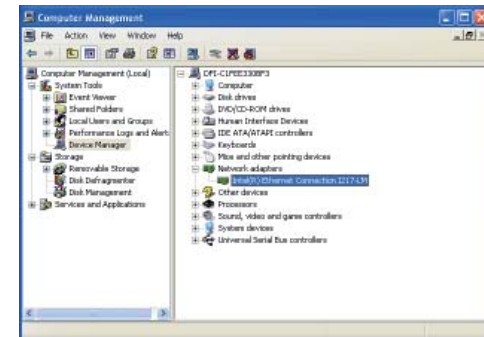 Computer Management
File Action View Window Help
Computer Management (Local)
System Tools
Event Viewer
Shared Folders
Local Users and Groups
Performance Logs and Alerts
Device Manager
Storage
Removable Storage
Disk Defragmenter
Disk Management
Services and Applications
Computer
Disk drives
DVD/CD-ROM drives
Human Interface Devices
IDE ATA/ATAPI controllers
Keyboards
Mice and other pointing devices
Network adapters
Intel(R) Ethernet Connection I217-LM
Other devices
Processors
Sound, video and game controllers
System devices
Universal Serial Bus controllers